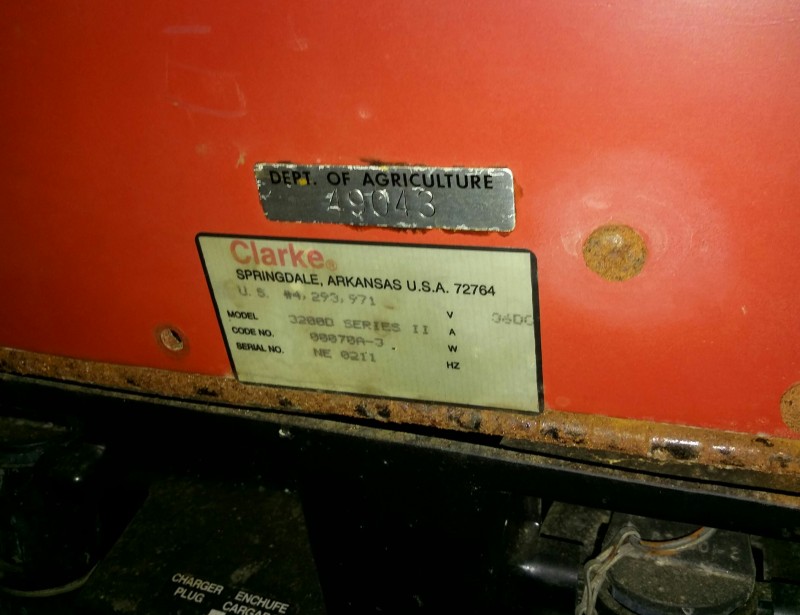 DEPT. OF AGRICULTURE
49043
Clarke®
SPRINGDALE, ARKANSAS U.S.A. 72764
U. S. #4,293,971
MODEL 3200D SERIES II V 36DC
CODE NO. 00070A-J A
SERIAL NO. NE 0211 W
HZ
CHARGER ENCHUFE
PLUG CARGA